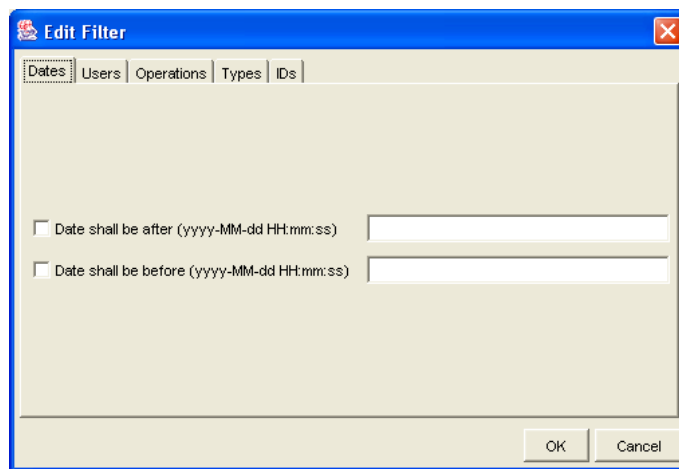 Edit Filter
Dates Users Operations Types IDs
Date shall be after (yyyy-MM-dd HH:mm:ss)
Date shall be before (yyyy-MM-dd HH:mm:ss)
OK Cancel